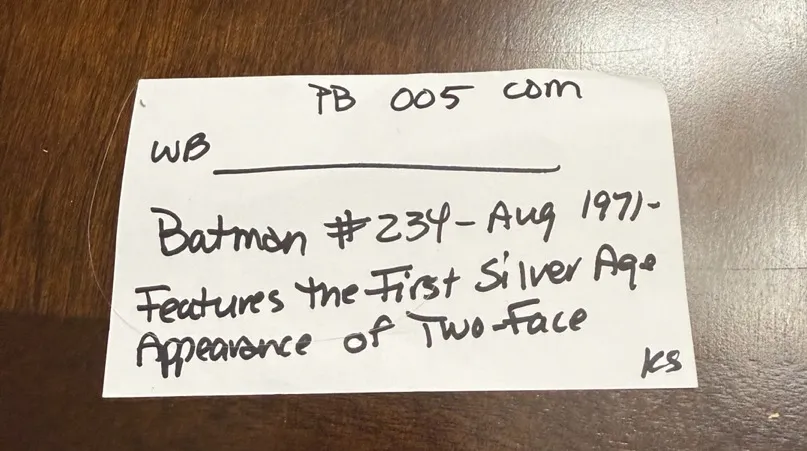 PB 005 com
WB
Batman #234-Aug 1971-
Features the First Silver Age
Appearance of Two-Face
KS